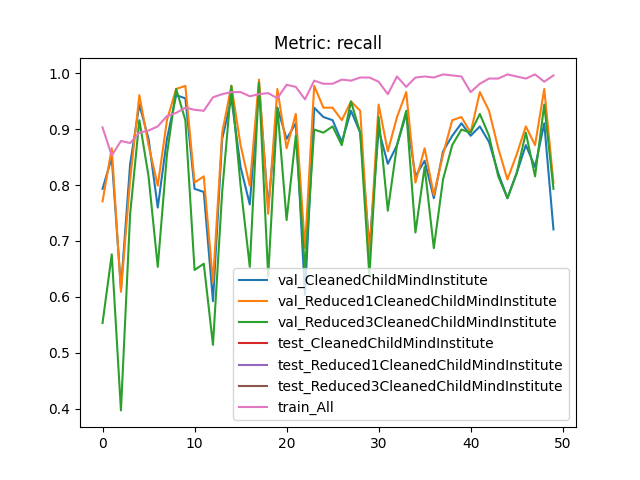 Metric: recall
1.0
0.9
0.8
0.7
0.6
0.5
0.4
val_CleanedChildMindInstitute
val_Reduced1CleanedChildMindInstitute
val_Reduced3CleanedChildMindInstitute
test_CleanedChildMindInstitute
test_Reduced1CleanedChildMindInstitute
test_Reduced3CleanedChildMindInstitute
train_All
0 10 20 30 40 50